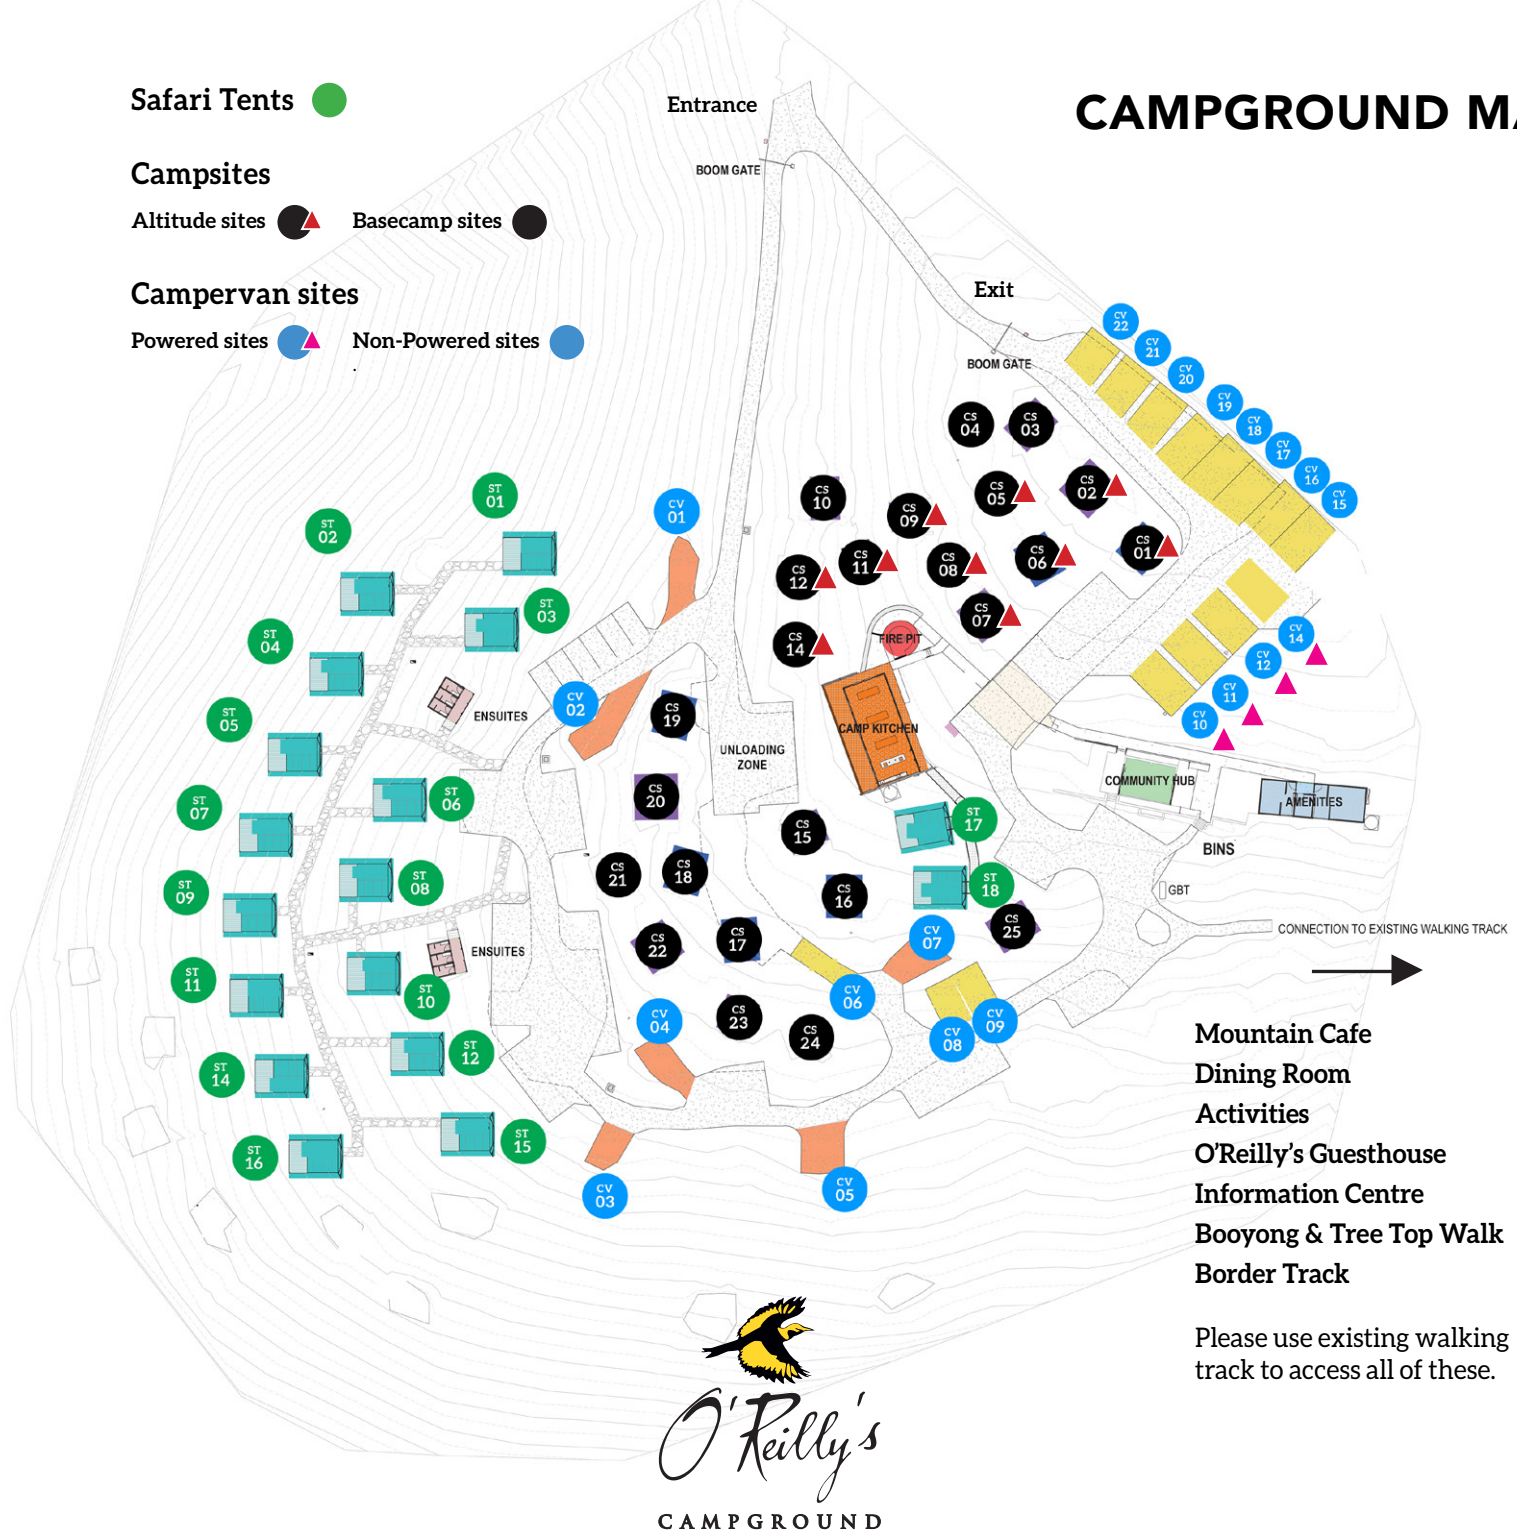 CAMPGROUND MA
Safari Tents
Campsites
Altitude sites
Basecamp sites
Campervan sites
Powered sites
Non-Powered sites
Entrance
BOOM GATE
Exit
BOOM GATE
CV 22
CV 21
CV 20
CV 19
CV 18
CV 17
CV 16
CV 15
CS 04
CS 03
CS 05
CS 02
CS 10
CS 09
CS 01
CS 06
CS 08
CS 11
CS 12
CS 07
CS 14
FIRE PIT
CV 14
CV 12
CV 11
CV 10
ST 01
ST 02
ST 03
ST 04
ST 05
ST 06
ST 07
ST 08
ST 09
ST 10
ST 11
ST 12
ST 14
ST 15
ST 16
ENSUITES
ENSUITES
CV 01
CV 02
CS 19
CS 20
CS 21
CS 18
CS 22
CS 17
CS 23
CS 24
CV 04
CV 03
CV 05
UNLOADING
ZONE
CAMP KITCHEN
CS 15
CS 16
ST 17
ST 18
CS 25
CV 07
CV 06
CV 08
CV 09
COMMUNITY HUB
AMENITIES
BINS
GBT
CONNECTION TO EXISTING WALKING TRACK
Mountain Cafe
Dining Room
Activities
O’Reilly’s Guesthouse
Information Centre
Booyong & Tree Top Walk
Border Track
Please use existing walking
track to access all of these.
O'Reilly's
CAMPGROUND